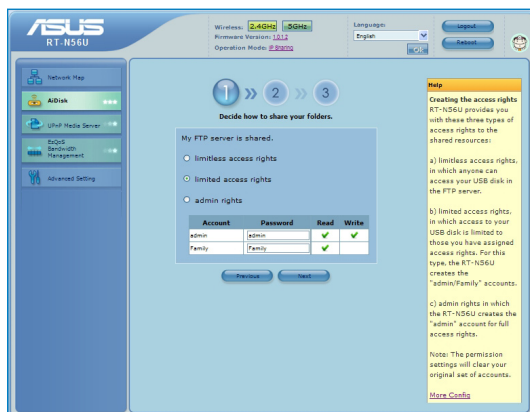 ASUS
RT-N56U
Wireless: 2.4GHz 5GHz
Firmware Version: 1.0.1.2
Operation Mode: IP Sharing
Language:
English
Logout
Reboot
Network Map
AiDisk
UPnP Media Server
EzQoS
Bandwidth
Management
Advanced Setting
1 » 2 » 3
Decide how to share your folders.
My FTP server is shared.
limitless access rights
limited access rights
admin rights
Account Password Read Write
admin admin
Family Family
Previous Next
Help
Creating the access rights
RT-N56U provides you
with these three types of
access rights to the
shared resources:
a) limitless access rights,
in which anyone can
access your USB disk in
the FTP server.
b) limited access rights,
in which access to your
USB disk is limited to
those you have assigned
access rights. For this
type, the RT-N56U
creates the
"admin/Family" accounts.
c) admin rights in which
the RT-N56U creates the
"admin" account for full
access rights.
Note: The permission
settings will clear your
original set of accounts.
More Config